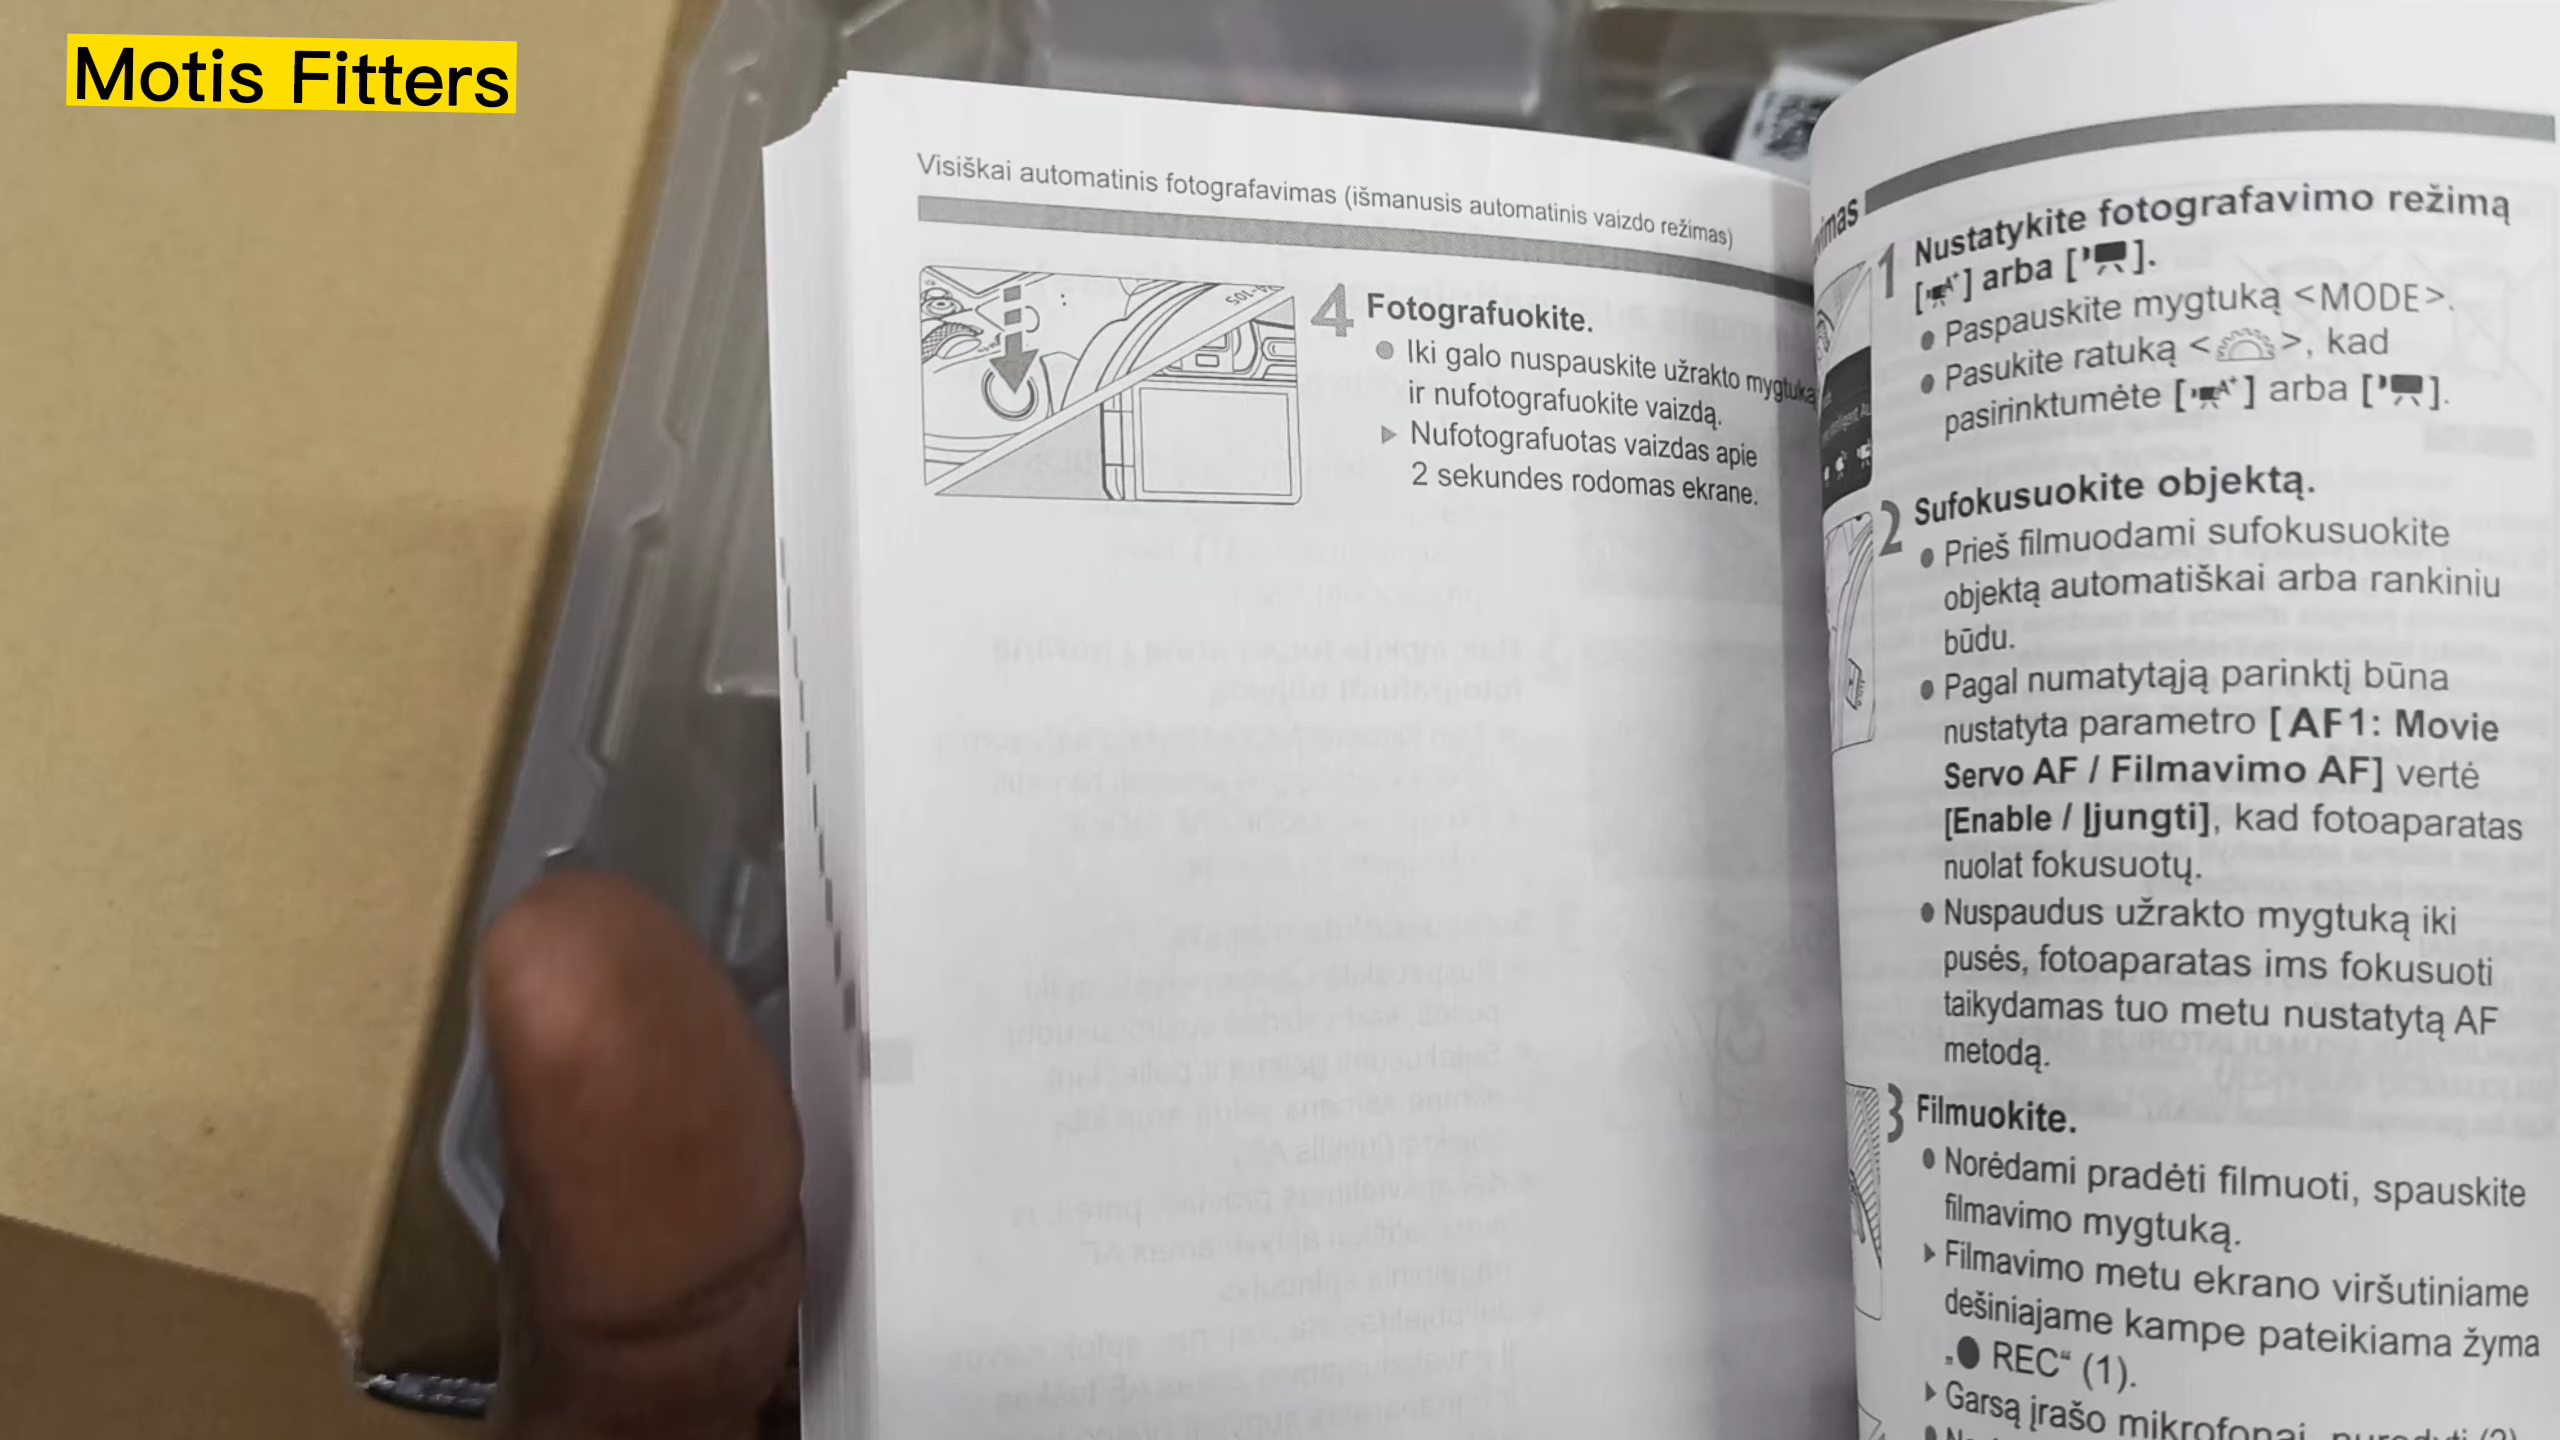 Motis Fitters
Visiškai automatinis fotografavimas (išmanusis automatinis vaizdo režimas)
4 Fotografuokite.
● Iki galo nuspauskite užrakto mygtuką
ir nufotografuokite vaizdą.
▶ Nufotografuotas vaizdas apie
2 sekundes rodomas ekrane.
1 Nustatykite fotografavimo režimą
[A+] arba [].
● Paspauskite mygtuką <MODE>.
● Pasukite ratuką < >, kad
pasirinktumėte [A+] arba [].
2 Sufokusuokite objektą.
● Prieš filmuodami sufokusuokite
objektą automatiškai arba rankiniu
būdu.
● Pagal numatytąją parinktį būna
nustatyta parametro [AF1: Movie
Servo AF / Filmavimo AF] vertė
[Enable / Įjungti], kad fotoaparatas
nuolat fokusuotų.
● Nuspaudus užrakto mygtuką iki
pusės, fotoaparatas ims fokusuoti
taikydamas tuo metu nustatytą AF
metodą.
3 Filmuokite.
● Norėdami pradėti filmuoti, spauskite
filmavimo mygtuką.
▶ Filmavimo metu ekrano viršutiniame
dešiniajame kampe pateikiama žyma
„● REC“ (1).
▶ Garsą įrašo mikrofonai